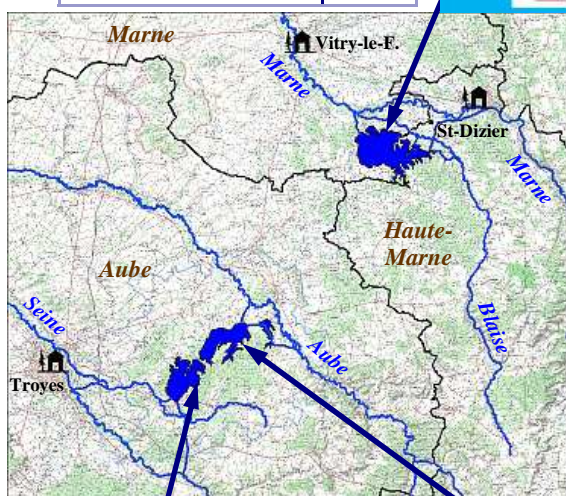 Marne
Vitry-le-F.
Marne
St-Dizier
Marne
Haute-
Marne
Aube
Seine
Blaise
Aube
Troyes